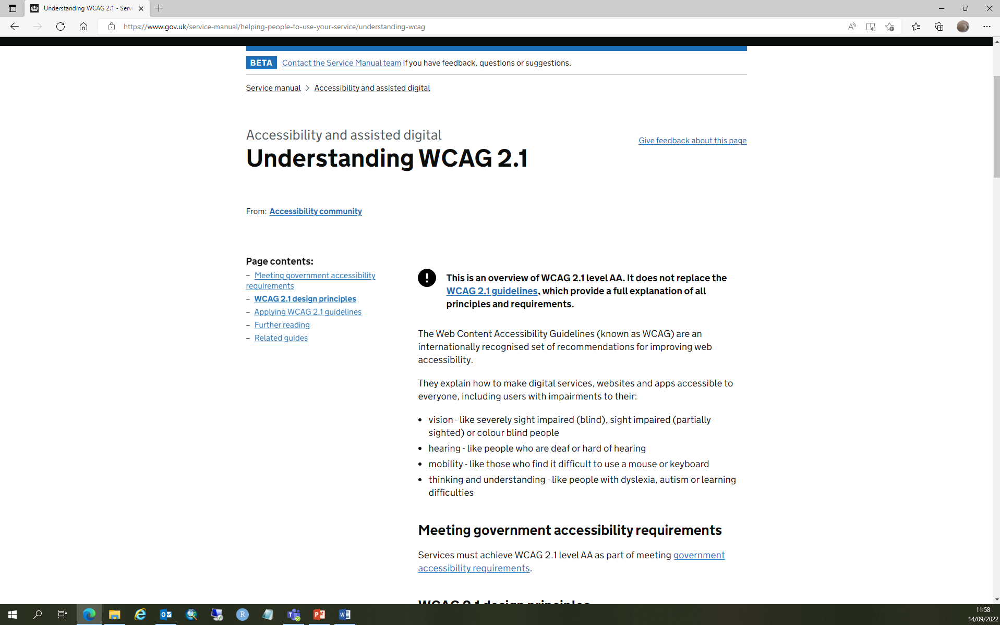 Understanding WCAG 2.1 - Servi
https://www.gov.uk/service-manual/helping-people-to-use-your-service/understanding-wcag
BETA Contact the Service Manual team if you have feedback, questions or suggestions.
Service manual > Accessibility and assisted digital
Accessibility and assisted digital
Give feedback about this page
Understanding WCAG 2.1
From: Accessibility community
Page contents:
– Meeting government accessibility
requirements
– WCAG 2.1 design principles
– Applying WCAG 2.1 guidelines
– Further reading
– Related guides
! This is an overview of WCAG 2.1 level AA. It does not replace the
WCAG 2.1 guidelines, which provide a full explanation of all
principles and requirements.
The Web Content Accessibility Guidelines (known as WCAG) are an
internationally recognised set of recommendations for improving web
accessibility.
They explain how to make digital services, websites and apps accessible to
everyone, including users with impairments to their:
• vision - like severely sight impaired (blind), sight impaired (partially
sighted) or colour blind people
• hearing - like people who are deaf or hard of hearing
• mobility - like those who find it difficult to use a mouse or keyboard
• thinking and understanding - like people with dyslexia, autism or learning
difficulties
Meeting government accessibility requirements
Services must achieve WCAG 2.1 level AA as part of meeting government
accessibility requirements.
WCAG 2.1 design principles
11:58
14/09/2022